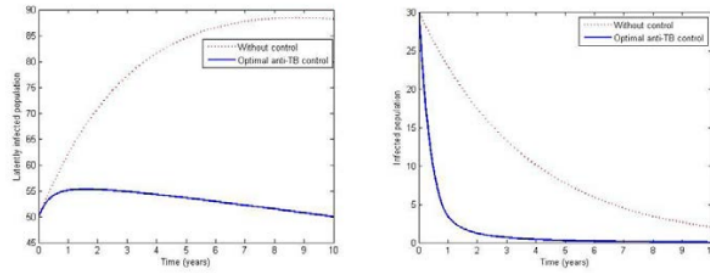 90
85
80
75
70
65
60
55
50
45
Latently infected population
Without control
Optimal anti-TB control
0 1 2 3 4 5 6 7 8 9 10
Time (years)
30
25
20
15
10
5
0
Infected population
Without control
Optimal anti-TB control
0 1 2 3 4 5 6 7 8 9 10
Time (years)